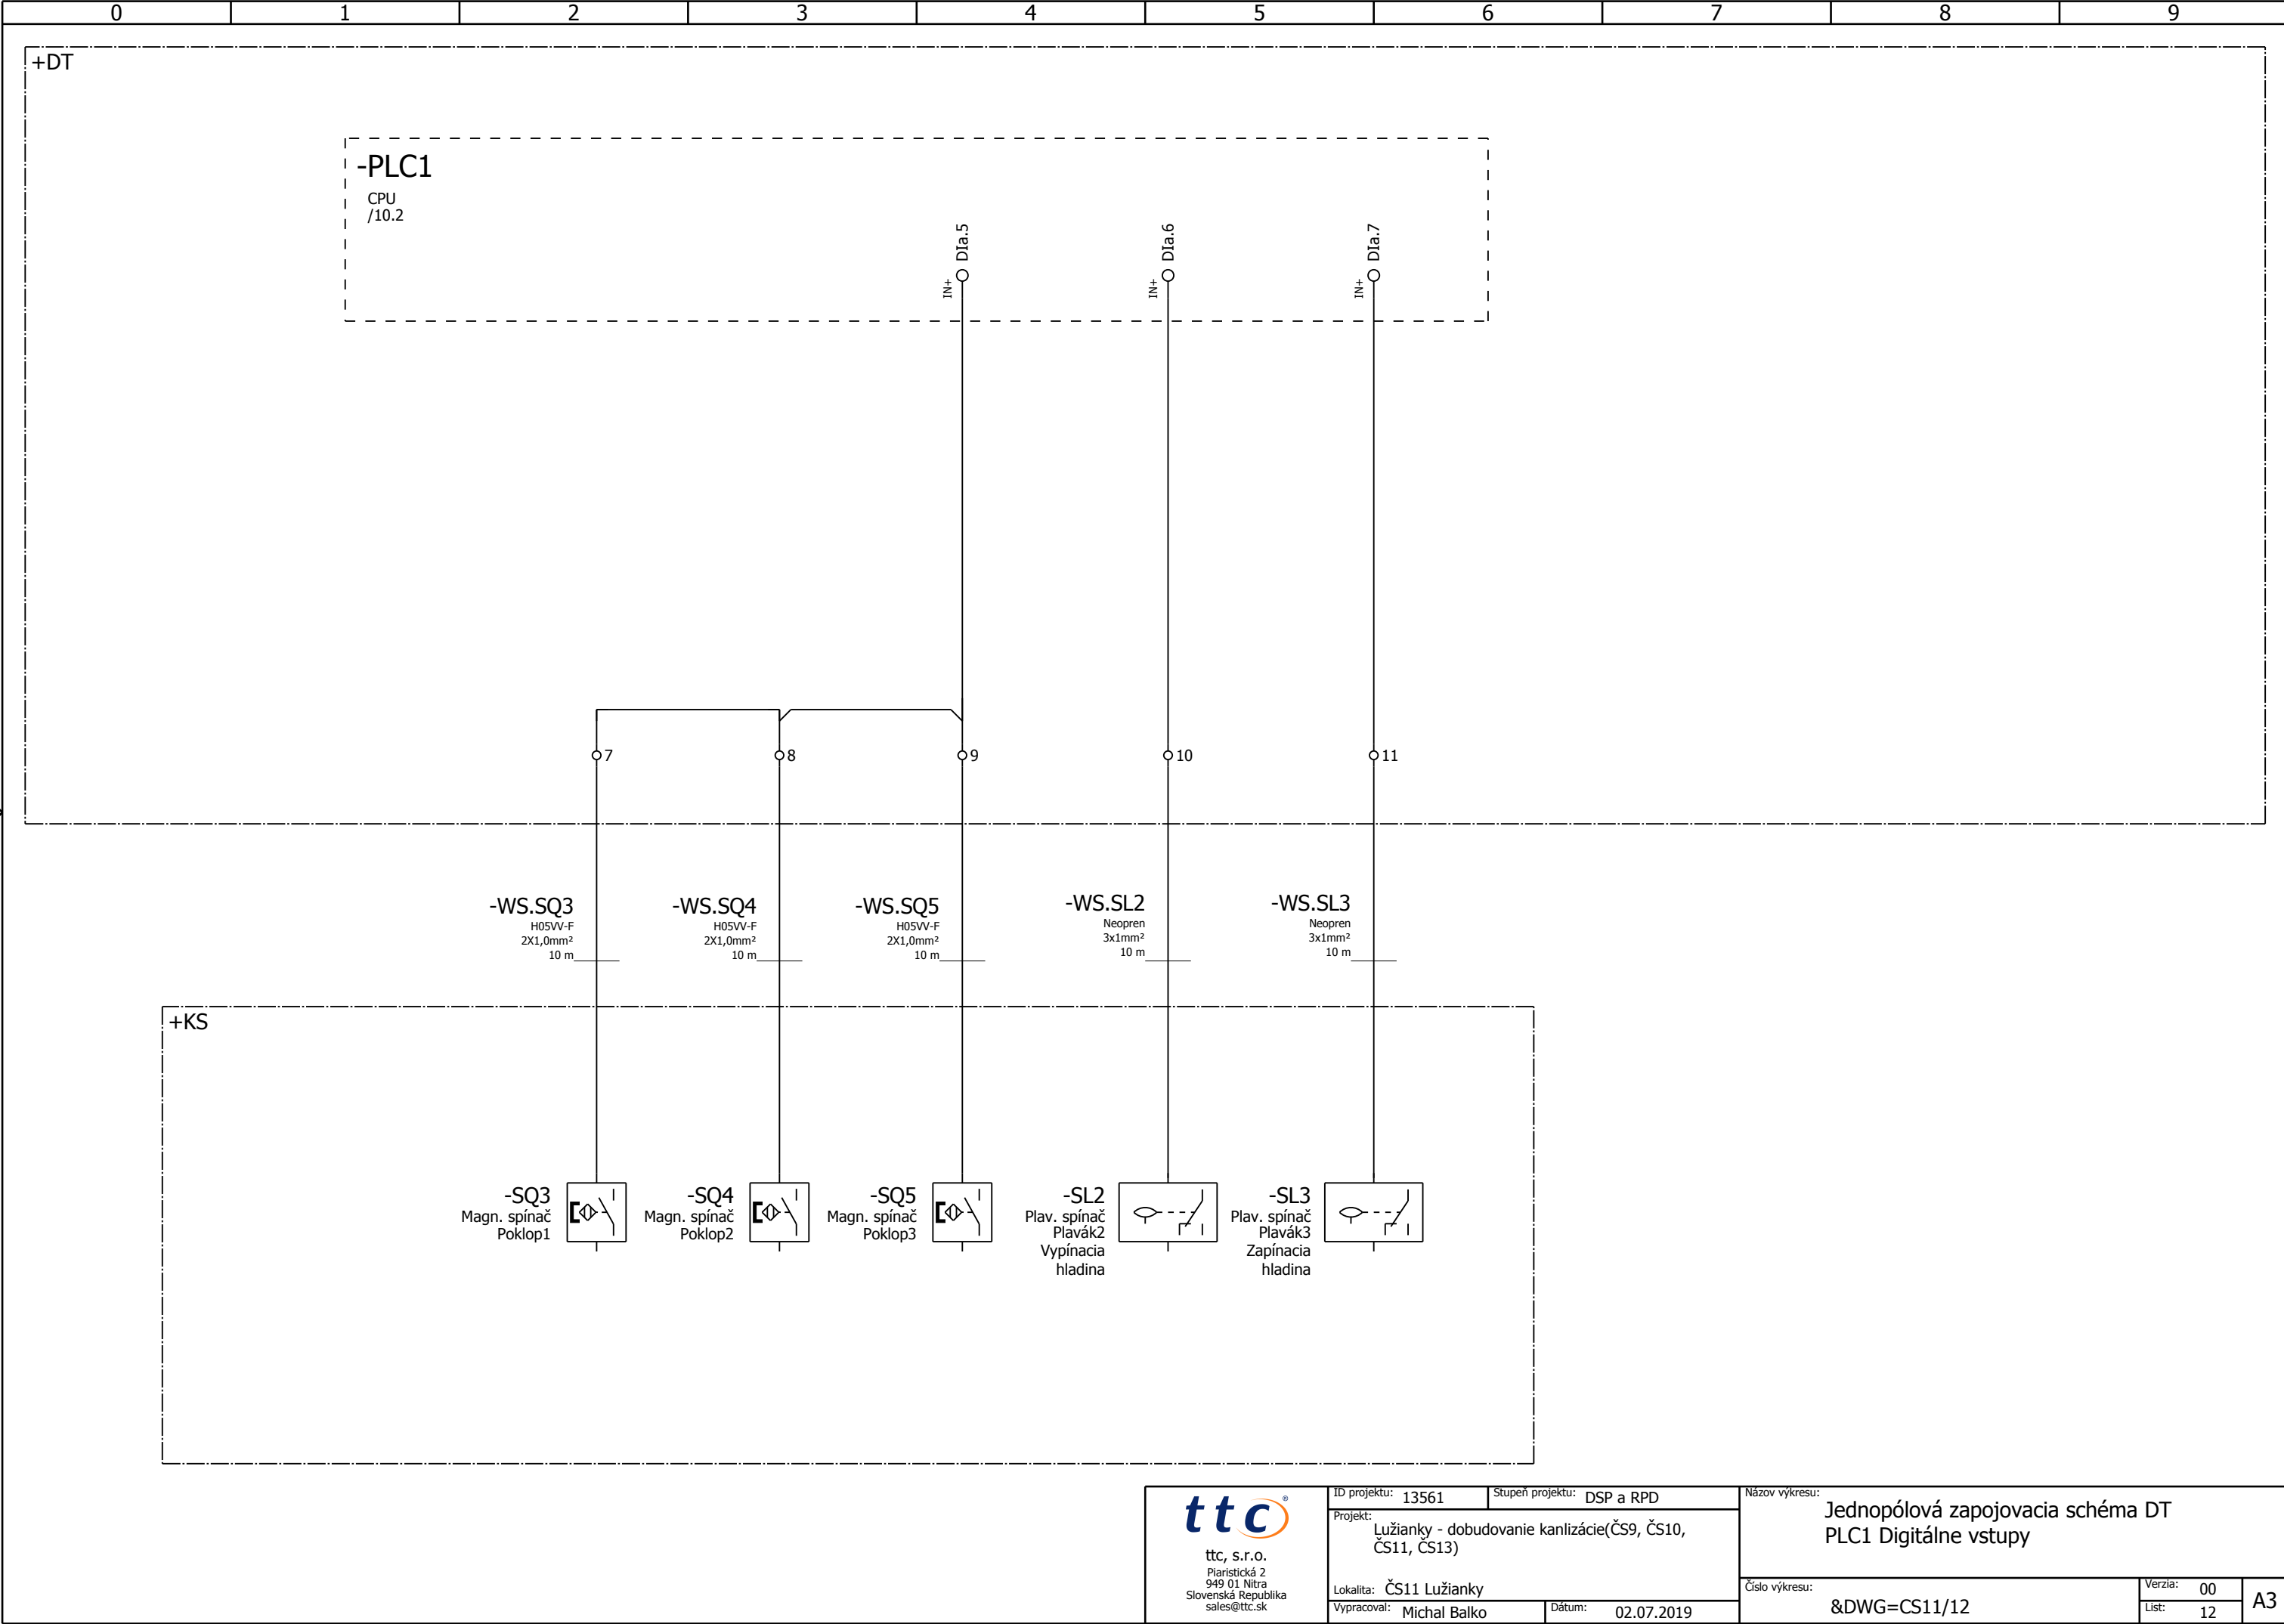 0 1 2 3 4 5 6 7 8 9
+DT
-PLC1
CPU
/10.2
DIa.5
IN+
DIa.6
IN+
DIa.7
IN+
7 8 9 10 11
-WS.SQ3
H05VV-F
2X1,0mm²
10 m
-WS.SQ4
H05VV-F
2X1,0mm²
10 m
-WS.SQ5
H05VV-F
2X1,0mm²
10 m
-WS.SL2
Neopren
3x1mm²
10 m
-WS.SL3
Neopren
3x1mm²
10 m
+KS
-SQ3
Magn. spínač
Poklop1
-SQ4
Magn. spínač
Poklop2
-SQ5
Magn. spínač
Poklop3
-SL2
Plav. spínač
Plavák2
Vypínacia
hladina
-SL3
Plav. spínač
Plavák3
Zapínacia
hladina
ttc®
ttc, s.r.o.
Piaristická 2
949 01 Nitra
Slovenská Republika
sales@ttc.sk
ID projektu: 13561
Stupeň projektu: DSP a RPD
Projekt:
Lužianky - dobudovanie kanlizácie(ČS9, ČS10,
ČS11, ČS13)
Lokalita: ČS11 Lužianky
Vypracoval: Michal Balko
Dátum: 02.07.2019
Názov výkresu:
Jednopólová zapojovacia schéma DT
PLC1 Digitálne vstupy
Číslo výkresu:
&DWG=CS11/12
Verzia: 00
List: 12
A3